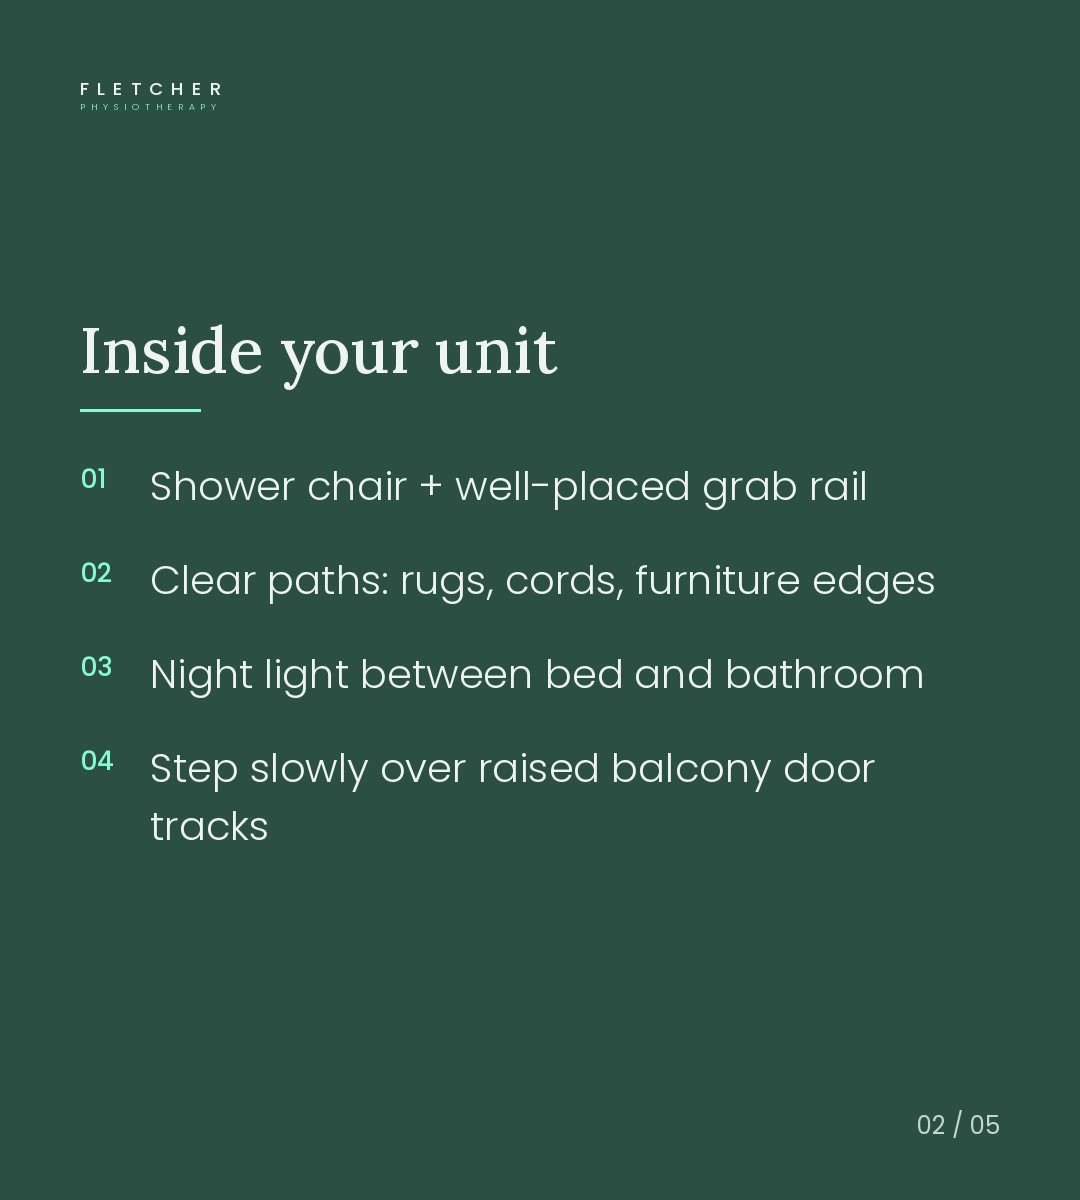 FLETCHER
PHYSIOTHERAPY
Inside your unit
01 Shower chair + well-placed grab rail
02 Clear paths: rugs, cords, furniture edges
03 Night light between bed and bathroom
04 Step slowly over raised balcony door
tracks
02 / 05